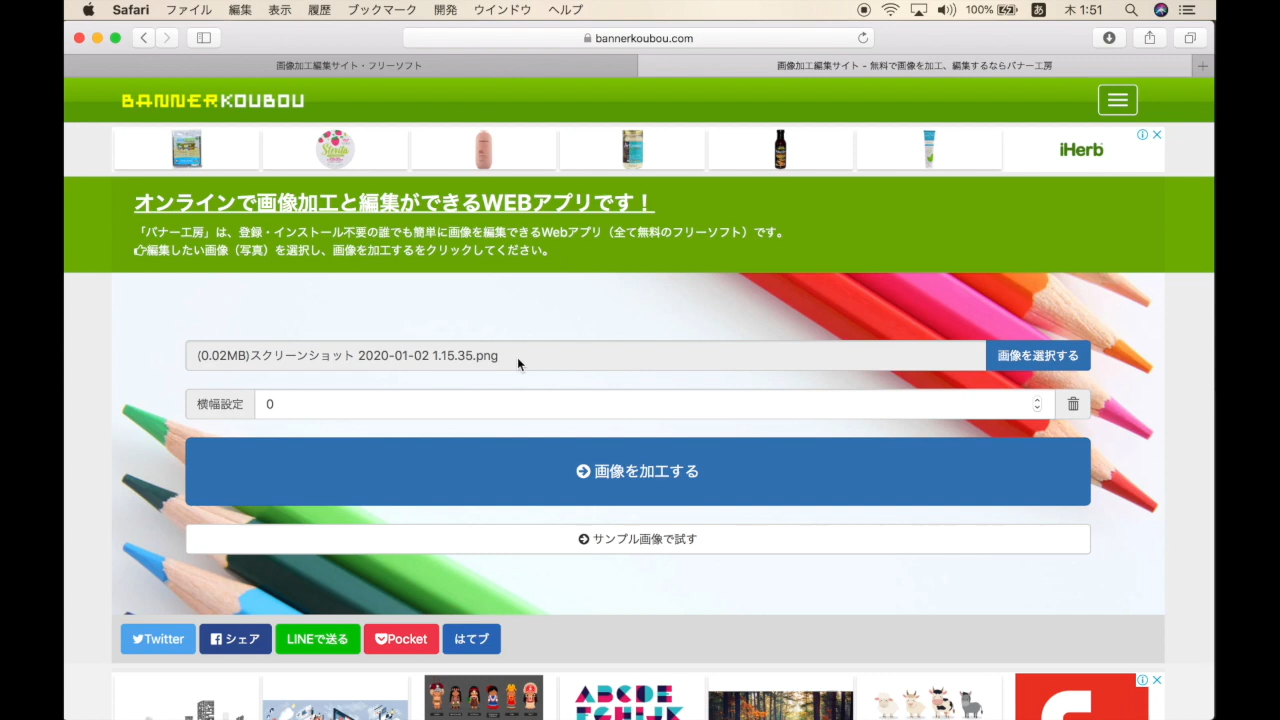 Safari ファイル 編集 表示 履歴 ブックマーク 開発 ウインドウ ヘルプ 100% あ 木 1:51
bannerkoubou.com
画像加工編集サイト・フリーソフト 画像加工編集サイト - 無料で画像を加工、編集するならバナー工房
BANNERKOUBOU
Stevia iHerb
オンラインで画像加工と編集ができるWEBアプリです！
「バナー工房」は、登録・インストール不要の誰でも簡単に画像を編集できるWebアプリ（全て無料のフリーソフト）です。
編集したい画像（写真）を選択し、画像を加工するをクリックしてください。
(0.02MB)スクリーンショット 2020-01-02 1.15.35.png 画像を選択する
横幅設定 0
画像を加工する
サンプル画像で試す
Twitter シェア LINEで送る Pocket はてブ
ABCDE
FGHIJK